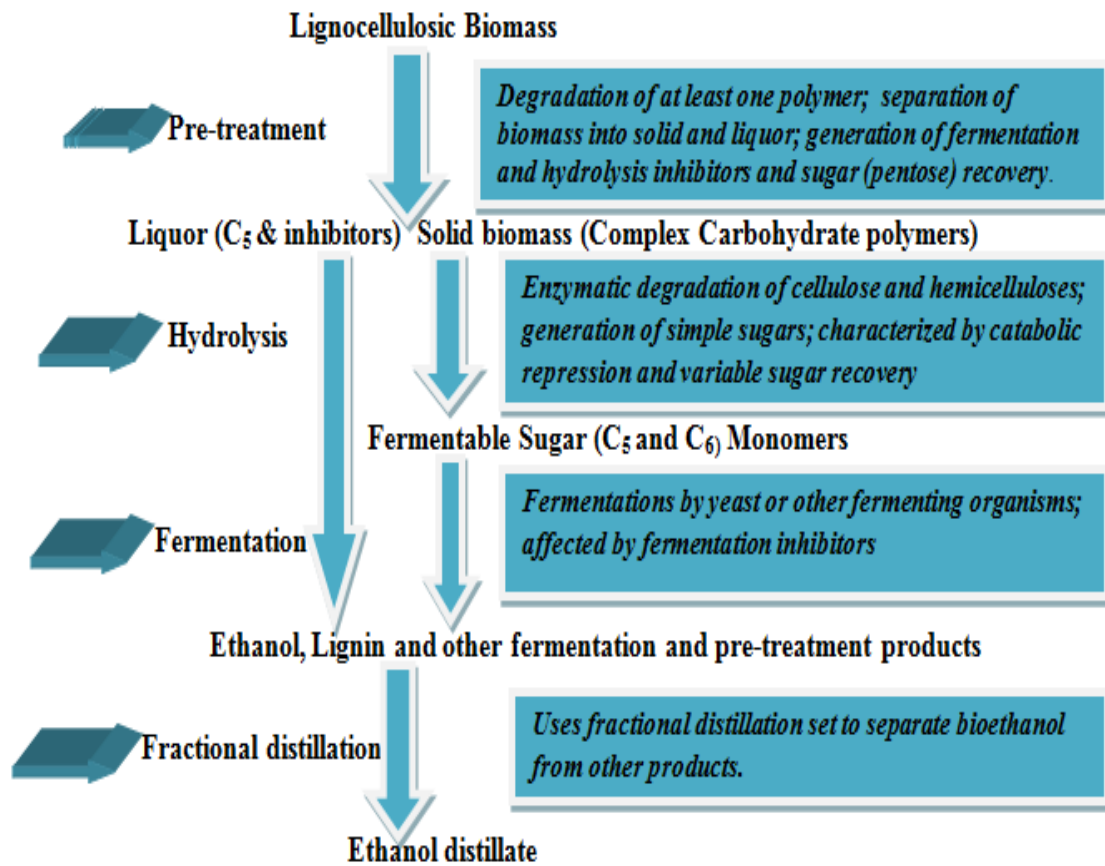 Lignocellulosic Biomass
Pre-treatment
Degradation of at least one polymer; separation of
biomass into solid and liquor; generation of fermentation
and hydrolysis inhibitors and sugar (pentose) recovery.
Liquor (C₅ & inhibitors) Solid biomass (Complex Carbohydrate polymers)
Hydrolysis
Enzymatic degradation of cellulose and hemicelluloses;
generation of simple sugars; characterized by catabolic
repression and variable sugar recovery
Fermentable Sugar (C₅ and C₆₎ Monomers
Fermentation
Fermentations by yeast or other fermenting organisms;
affected by fermentation inhibitors
Ethanol, Lignin and other fermentation and pre-treatment products
Fractional distillation
Uses fractional distillation set to separate bioethanol
from other products.
Ethanol distillate